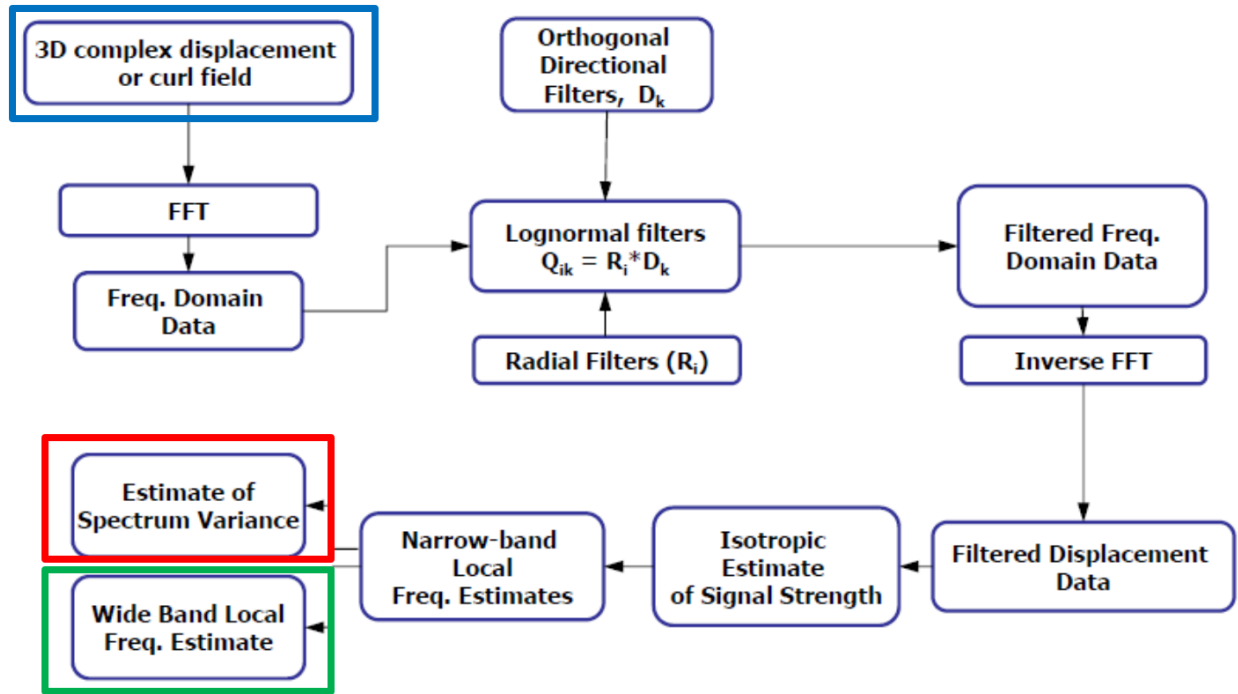 3D complex displacement
or curl field
Orthogonal
Directional
Filters, Dₖ
FFT
Lognormal filters
Qᵢₖ = Rᵢ*Dₖ
Filtered Freq.
Domain Data
Freq. Domain
Data
Radial Filters (Rᵢ)
Inverse FFT
Estimate of
Spectrum Variance
Narrow-band
Local
Freq. Estimates
Isotropic
Estimate
of Signal Strength
Filtered Displacement
Data
Wide Band Local
Freq. Estimate